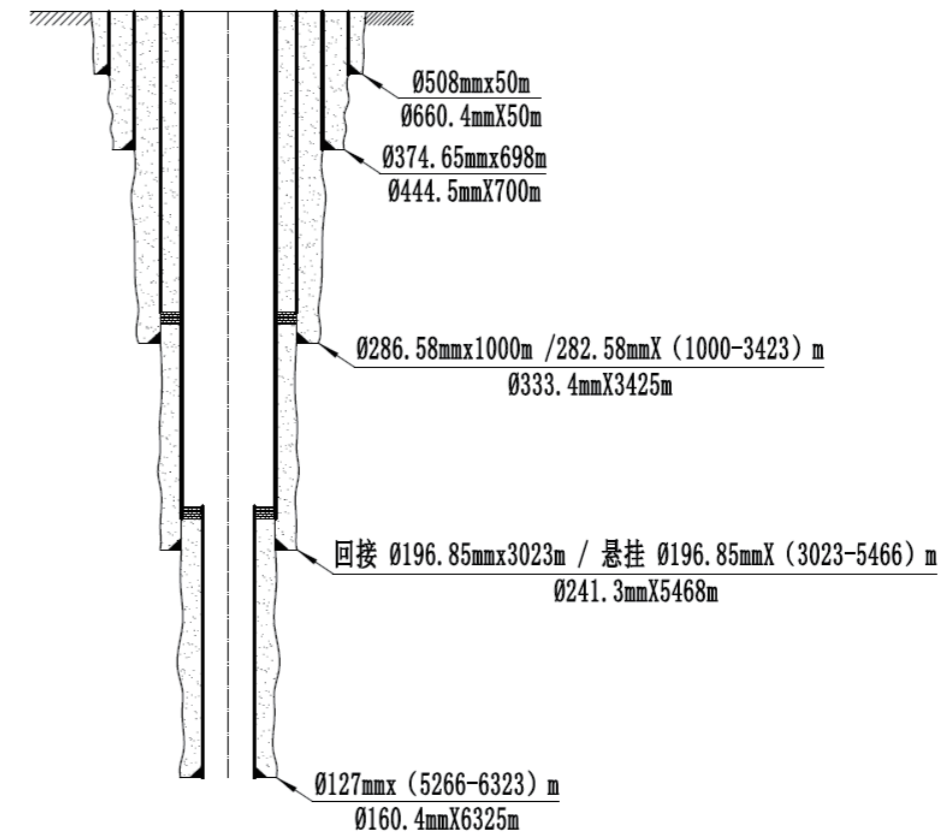 Ø508mmx50m
Ø660.4mmX50m
Ø374.65mmx698m
Ø444.5mmX700m
Ø286.58mmx1000m /282.58mmX（1000-3423）m
Ø333.4mmX3425m
回接 Ø196.85mmx3023m / 悬挂 Ø196.85mmX（3023-5466）m
Ø241.3mmX5468m
Ø127mmx（5266-6323）m
Ø160.4mmX6325m